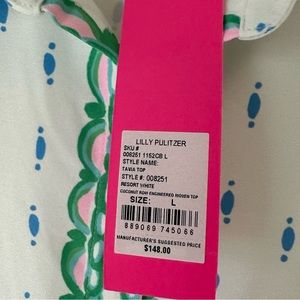 LILLY PULITZER
SKU #
008251 1152CB L
STYLE NAME:
TAVIA TOP
STYLE #: 008251
RESORT WHITE
COCONUT ROW ENGINEERED WOVEN TOP
SIZE: L
889069 745066
MANUFACTURER'S SUGGESTED PRICE
$148.00